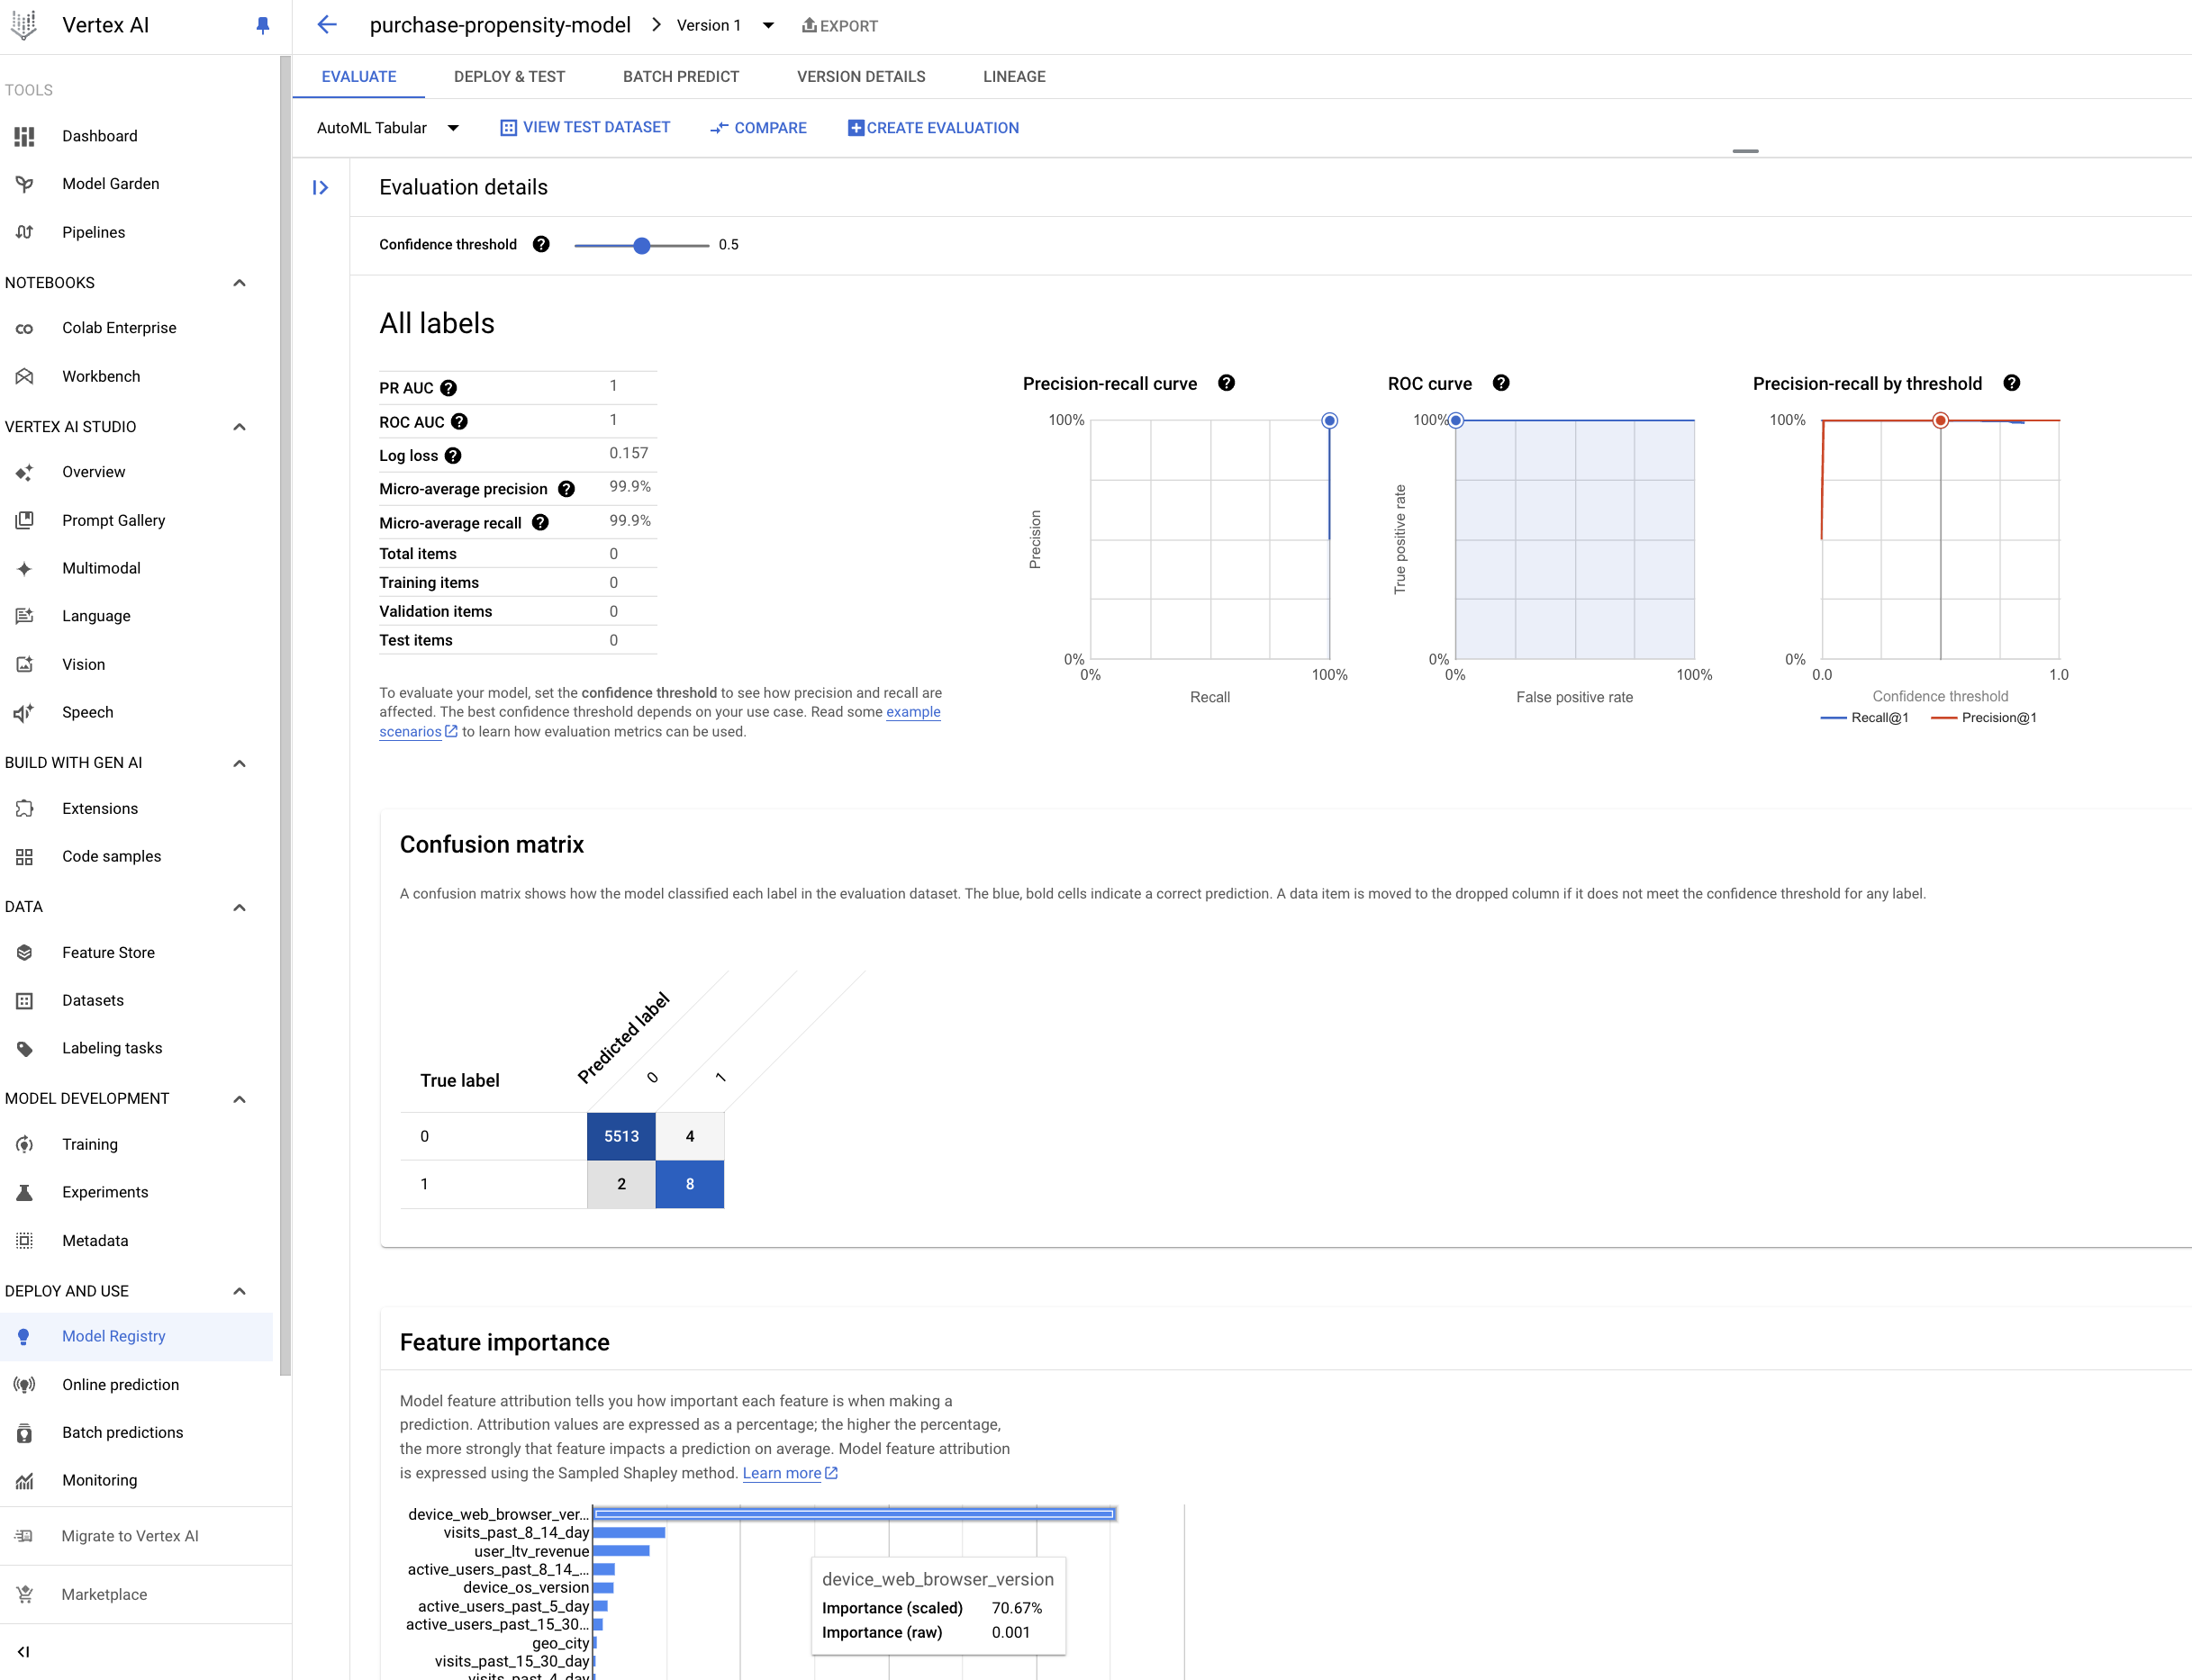 Vertex AI
TOOLS
Dashboard
Model Garden
Pipelines
NOTEBOOKS
Colab Enterprise
Workbench
VERTEX AI STUDIO
Overview
Prompt Gallery
Multimodal
Language
Vision
Speech
BUILD WITH GEN AI
Extensions
Code samples
DATA
Feature Store
Datasets
Labeling tasks
MODEL DEVELOPMENT
Training
Experiments
Metadata
DEPLOY AND USE
Model Registry
Online prediction
Batch predictions
Monitoring
Migrate to Vertex AI
Marketplace
purchase-propensity-model Version 1 EXPORT
EVALUATE DEPLOY & TEST BATCH PREDICT VERSION DETAILS LINEAGE
AutoML Tabular VIEW TEST DATASET COMPARE CREATE EVALUATION
Evaluation details
Confidence threshold 0.5
All labels
PR AUC 1
ROC AUC 1
Log loss 0.157
Micro-average precision 99.9%
Micro-average recall 99.9%
Total items 0
Training items 0
Validation items 0
Test items 0
To evaluate your model, set the confidence threshold to see how precision and recall are
affected. The best confidence threshold depends on your use case. Read some example
scenarios to learn how evaluation metrics can be used.
Precision-recall curve
100%
Precision
0%
0% 100%
Recall
ROC curve
100%
True positive rate
0%
0% 100%
False positive rate
Precision-recall by threshold
100%
0%
0.0 1.0
Confidence threshold
Recall@1 Precision@1
Confusion matrix
A confusion matrix shows how the model classified each label in the evaluation dataset. The blue, bold cells indicate a correct prediction. A data item is moved to the dropped column if it does not meet the confidence threshold for any label.
Predicted label
True label 0 1
0 5513 4
1 2 8
Feature importance
Model feature attribution tells you how important each feature is when making a
prediction. Attribution values are expressed as a percentage; the higher the percentage,
the more strongly that feature impacts a prediction on average. Model feature attribution
is expressed using the Sampled Shapley method. Learn more
device_web_browser_ver...
visits_past_8_14_day
user_ltv_revenue
active_users_past_8_14_...
device_os_version
active_users_past_5_day
active_users_past_15_30...
geo_city
visits_past_15_30_day
visits_past_4_day
device_web_browser_version
Importance (scaled) 70.67%
Importance (raw) 0.001